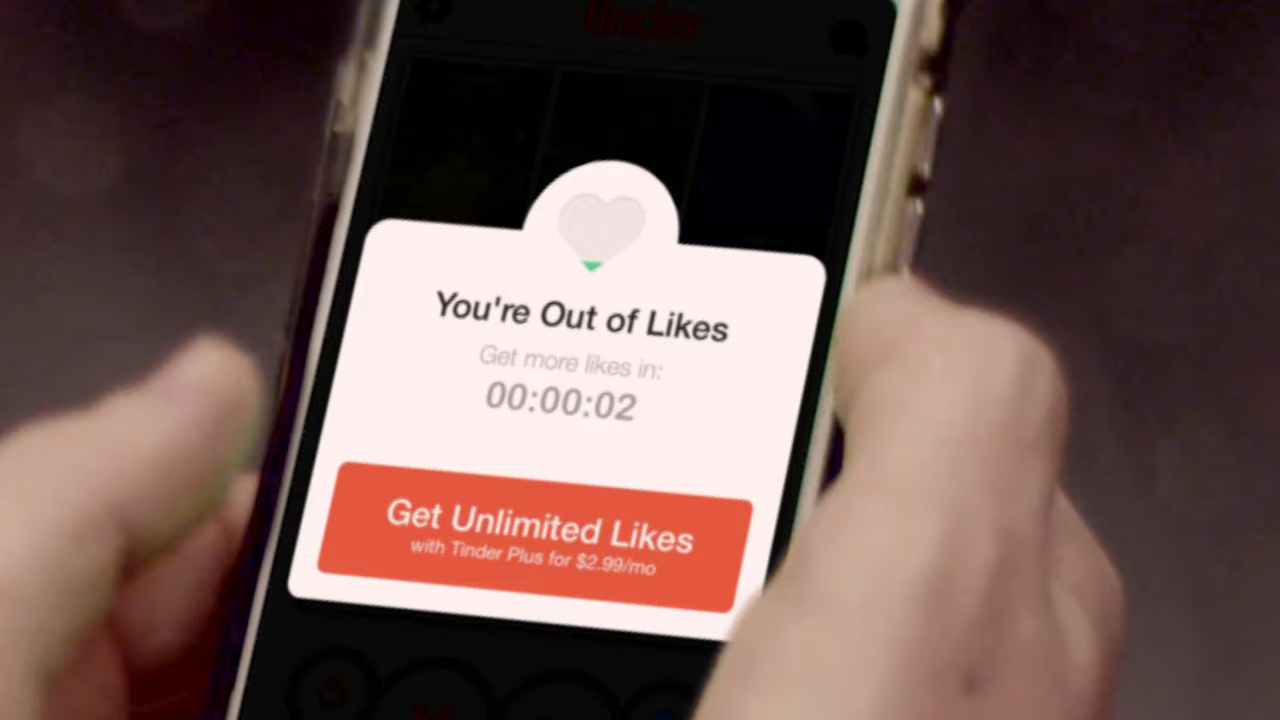 tinder
You're Out of Likes
Get more likes in:
00:00:02
Get Unlimited Likes
with Tinder Plus for $2.99/mo